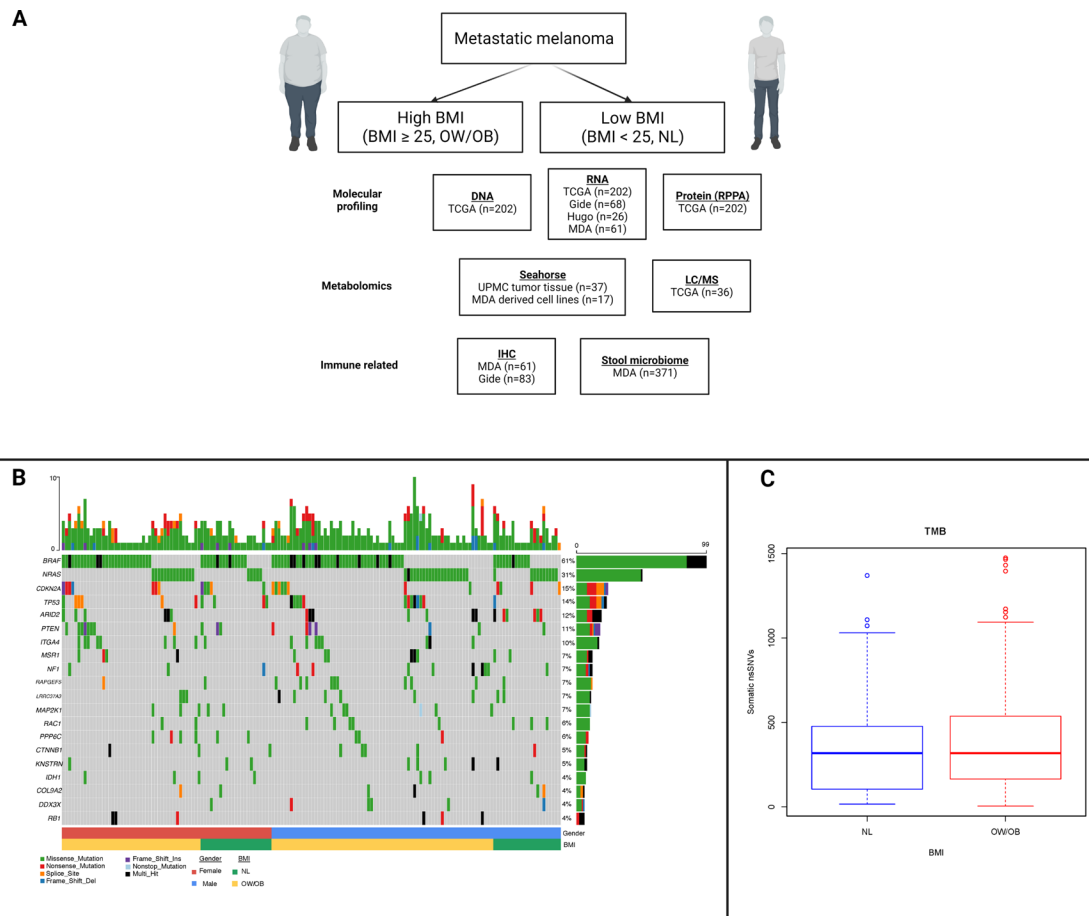 A
Metastatic melanoma
High BMI
(BMI ≥ 25, OW/OB)
Low BMI
(BMI < 25, NL)
Molecular
profiling
DNA
TCGA (n=202)
RNA
TCGA (n=202)
Gide (n=68)
Hugo (n=26)
MDA (n=61)
Protein (RPPA)
TCGA (n=202)
Metabolomics
Seahorse
UPMC tumor tissue (n=37)
MDA derived cell lines (n=17)
LC/MS
TCGA (n=36)
Immune related
IHC
MDA (n=61)
Gide (n=83)
Stool microbiome
MDA (n=371)
B
10
0
0 99
BRAF 61%
NRAS 31%
CDKN2A 15%
TP53 14%
ARID2 12%
PTEN 11%
ITGA4 10%
MSR1 7%
NF1 7%
RAPGEF5 7%
LRRC37A3 7%
MAP2K1 7%
RAC1 6%
PPP6C 6%
CTNNB1 5%
KNSTRN 5%
IDH1 4%
COL9A2 4%
DDX3X 4%
RB1 4%
Gender
BMI
Missense_Mutation
Nonsense_Mutation
Splice_Site
Frame_Shift_Del
Frame_Shift_Ins
Nonstop_Mutation
Multi_Hit
Gender
Female
Male
BMI
NL
OW/OB
C
TMB
Somatic nsSNVs
1500
1000
500
0
NL OW/OB
BMI